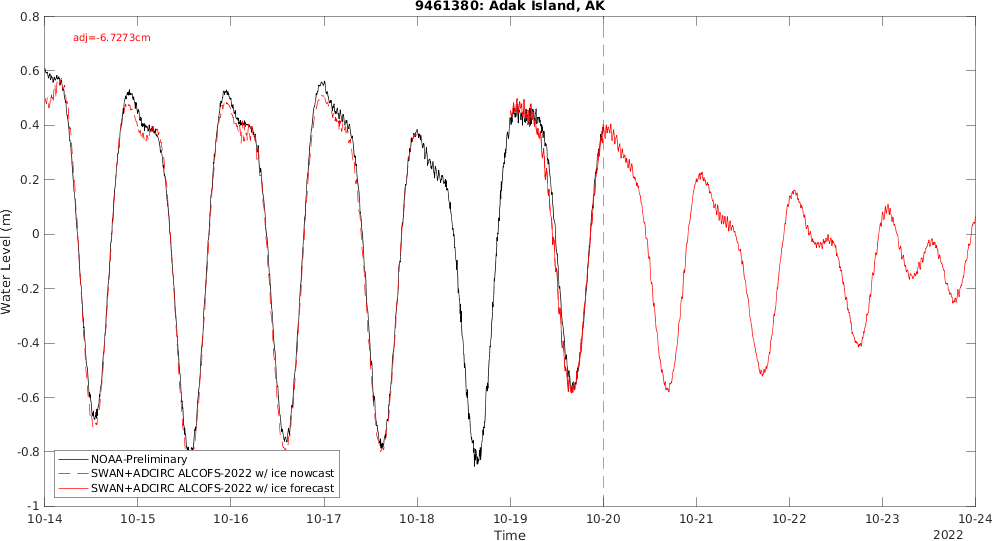 9461380: Adak Island, AK
adj=-6.7273cm
0.8
0.6
0.4
0.2
0
-0.2
-0.4
-0.6
-0.8
-1
Water Level (m)
NOAA-Preliminary
SWAN+ADCIRC ALCOFS-2022 w/ ice nowcast
SWAN+ADCIRC ALCOFS-2022 w/ ice forecast
10-14 10-15 10-16 10-17 10-18 10-19 10-20 10-21 10-22 10-23 10-24
Time
2022